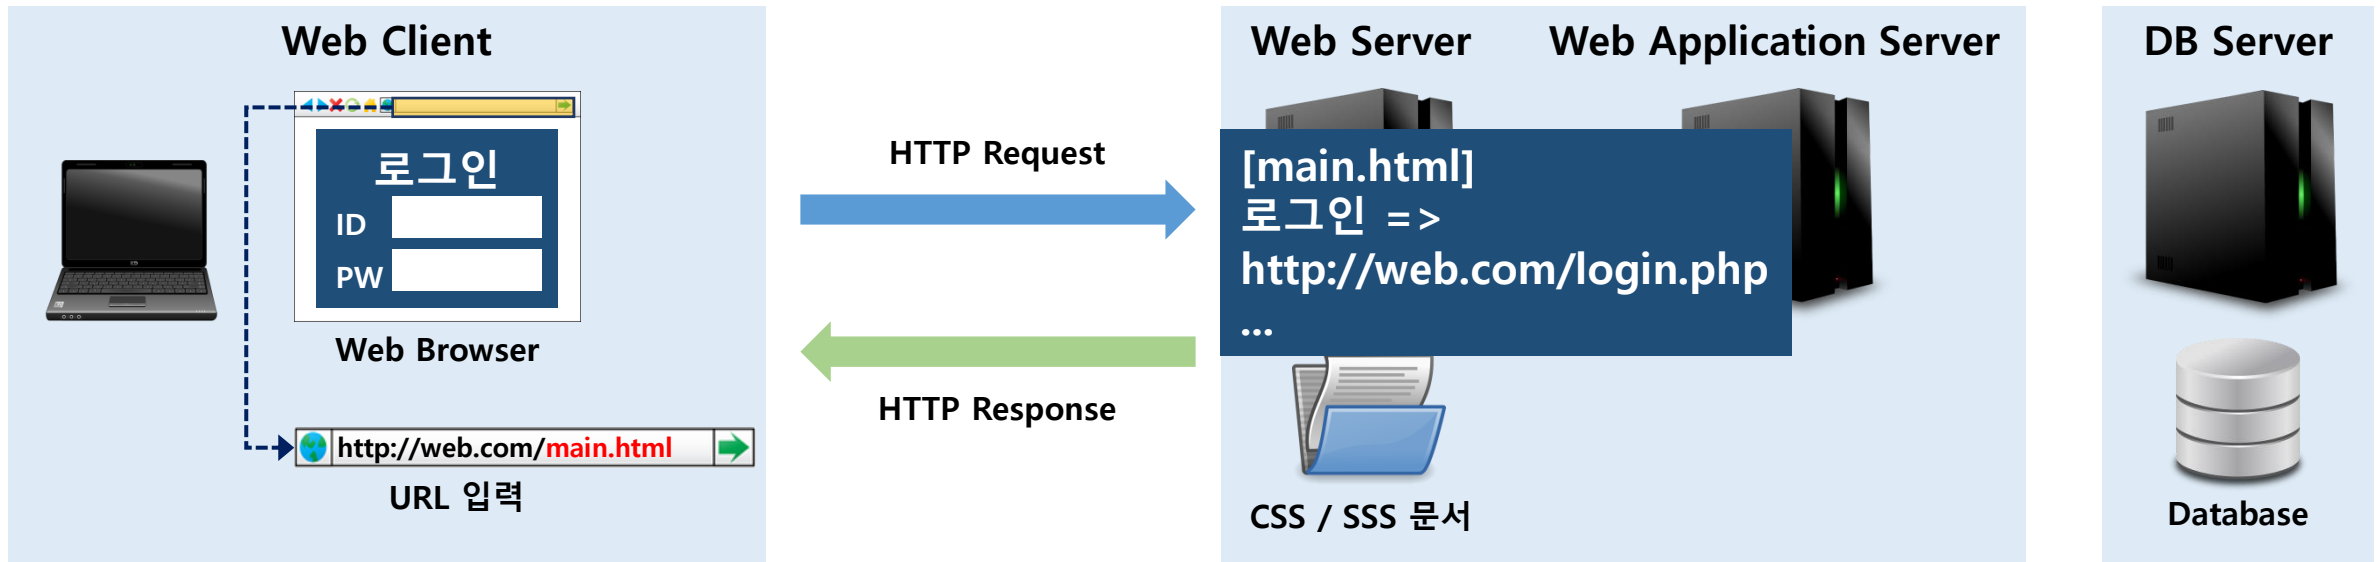 Web Client
로그인
ID
PW
Web Browser
http://web.com/main.html
URL 입력
HTTP Request
HTTP Response
Web Server
Web Application Server
[main.html]
로그인 =>
http://web.com/login.php
...
CSS / SSS 문서
DB Server
Database